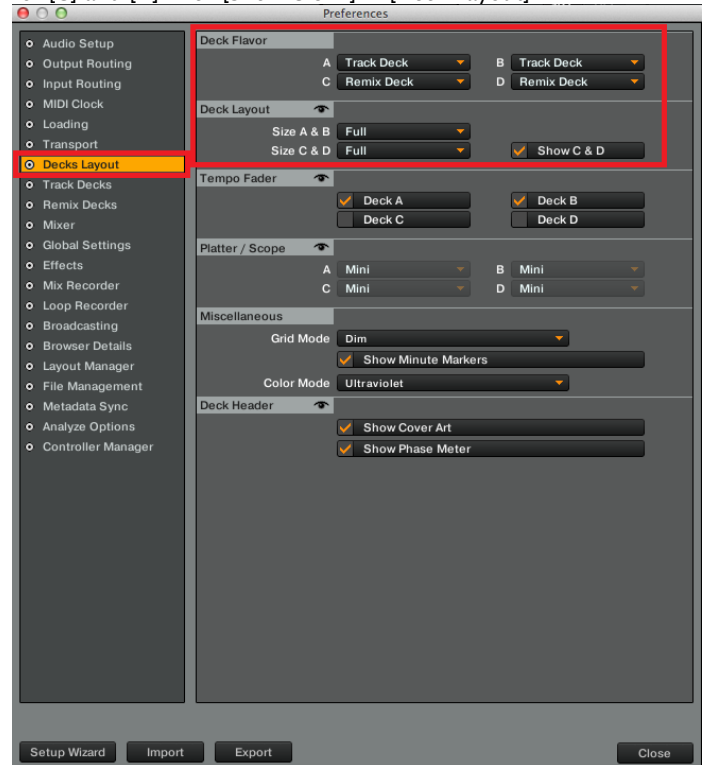 Preferences
Audio Setup
Output Routing
Input Routing
MIDI Clock
Loading
Transport
Decks Layout
Track Decks
Remix Decks
Mixer
Global Settings
Effects
Mix Recorder
Loop Recorder
Broadcasting
Browser Details
Layout Manager
File Management
Metadata Sync
Analyze Options
Controller Manager
Deck Flavor
A Track Deck B Track Deck
C Remix Deck D Remix Deck
Deck Layout
Size A & B Full
Size C & D Full Show C & D
Tempo Fader
Deck A Deck B
Deck C Deck D
Platter / Scope
A Mini B Mini
C Mini D Mini
Miscellaneous
Grid Mode Dim
Show Minute Markers
Color Mode Ultraviolet
Deck Header
Show Cover Art
Show Phase Meter
Setup Wizard Import Export Close